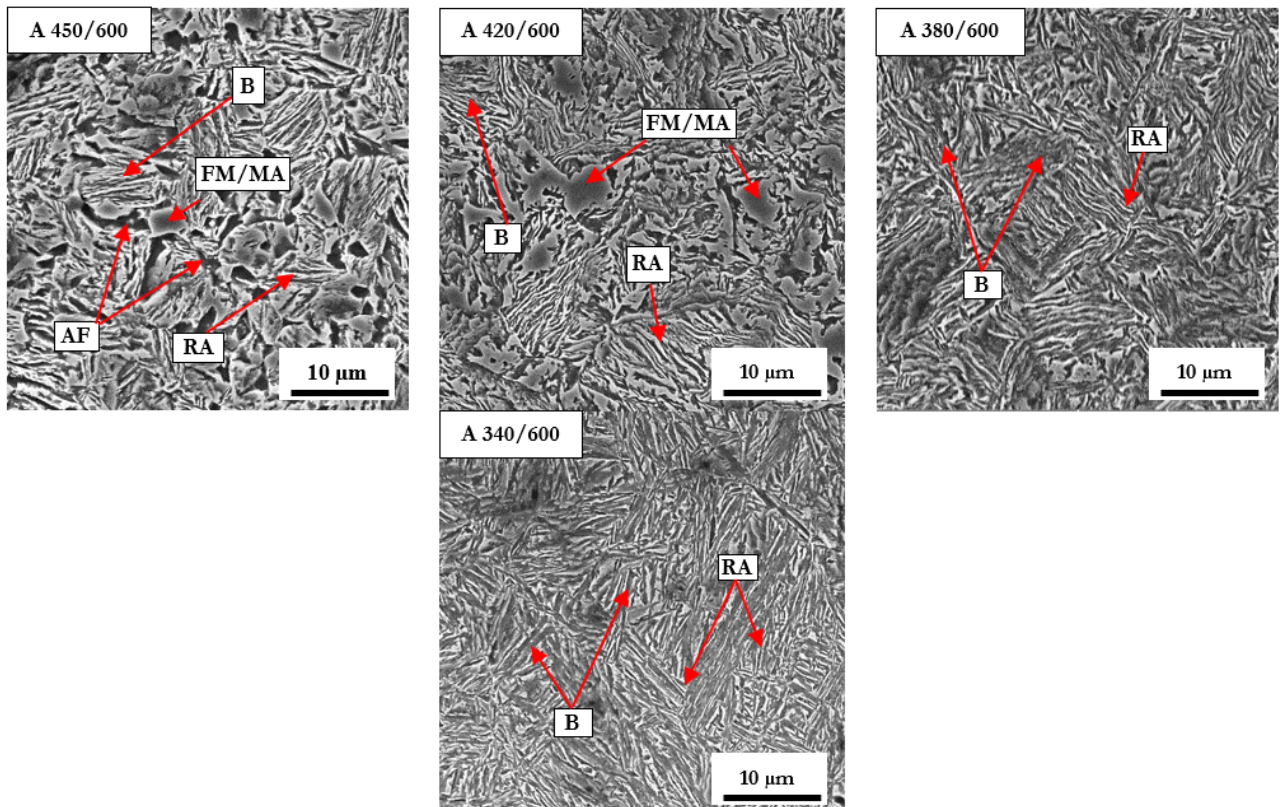 A 450/600
B
FM/MA
AF
RA
10 µm
A 420/600
FM/MA
B
RA
10 µm
A 380/600
RA
B
10 µm
A 340/600
RA
B
10 µm